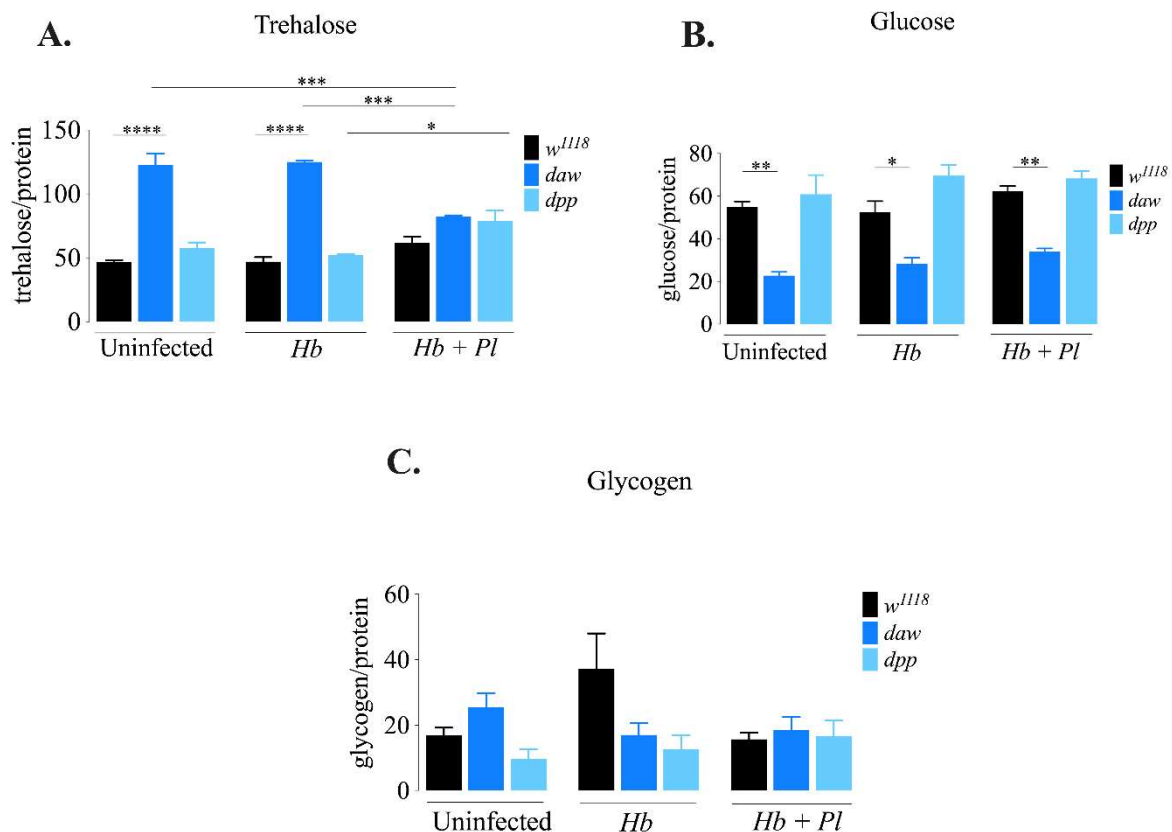 A.
Trehalose
***
***
**** **** *
trehalose/protein
150
100
50
0
w1118
daw
dpp
Uninfected Hb Hb + Pl
B.
Glucose
** * **
glucose/protein
80
60
40
20
0
w1118
daw
dpp
Uninfected Hb Hb + Pl
C.
Glycogen
glycogen/protein
60
40
20
0
w1118
daw
dpp
Uninfected Hb Hb + Pl